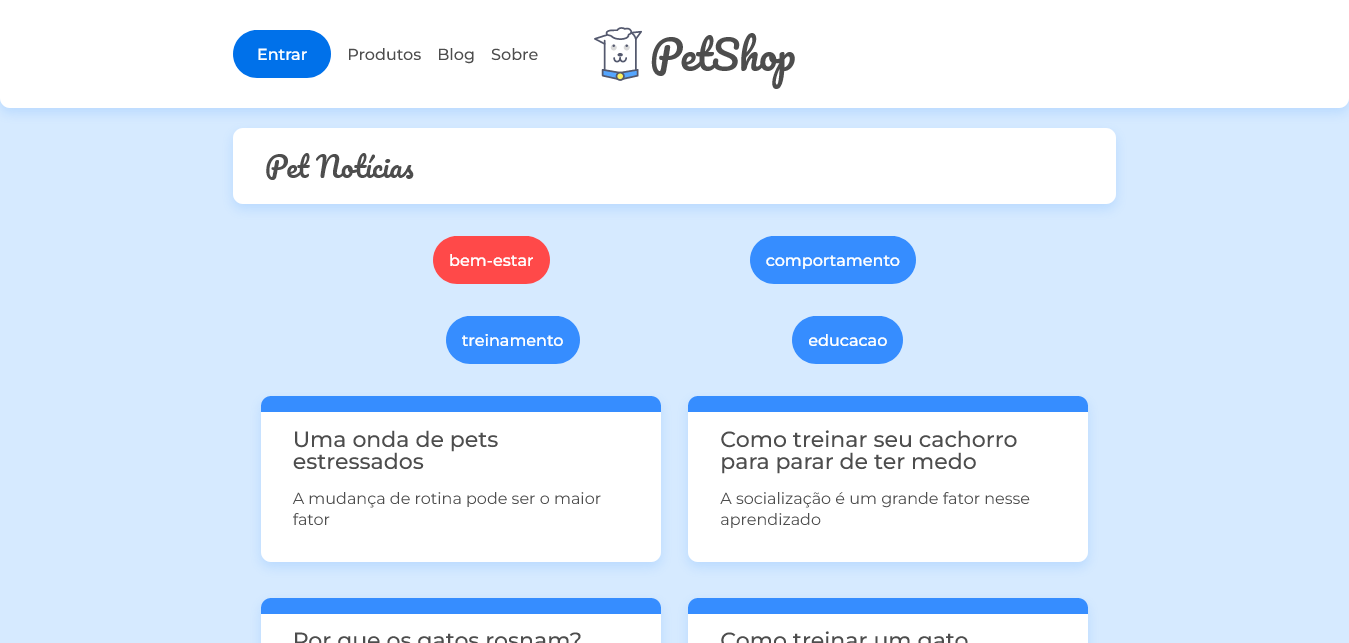 Entrar Produtos Blog Sobre PetShop
Pet Notícias
bem-estar comportamento
treinamento educacao
Uma onda de pets
estressados
A mudança de rotina pode ser o maior
fator
Como treinar seu cachorro
para parar de ter medo
A socialização é um grande fator nesse
aprendizado
Por que os gatos rosnam?
Como treinar um gato